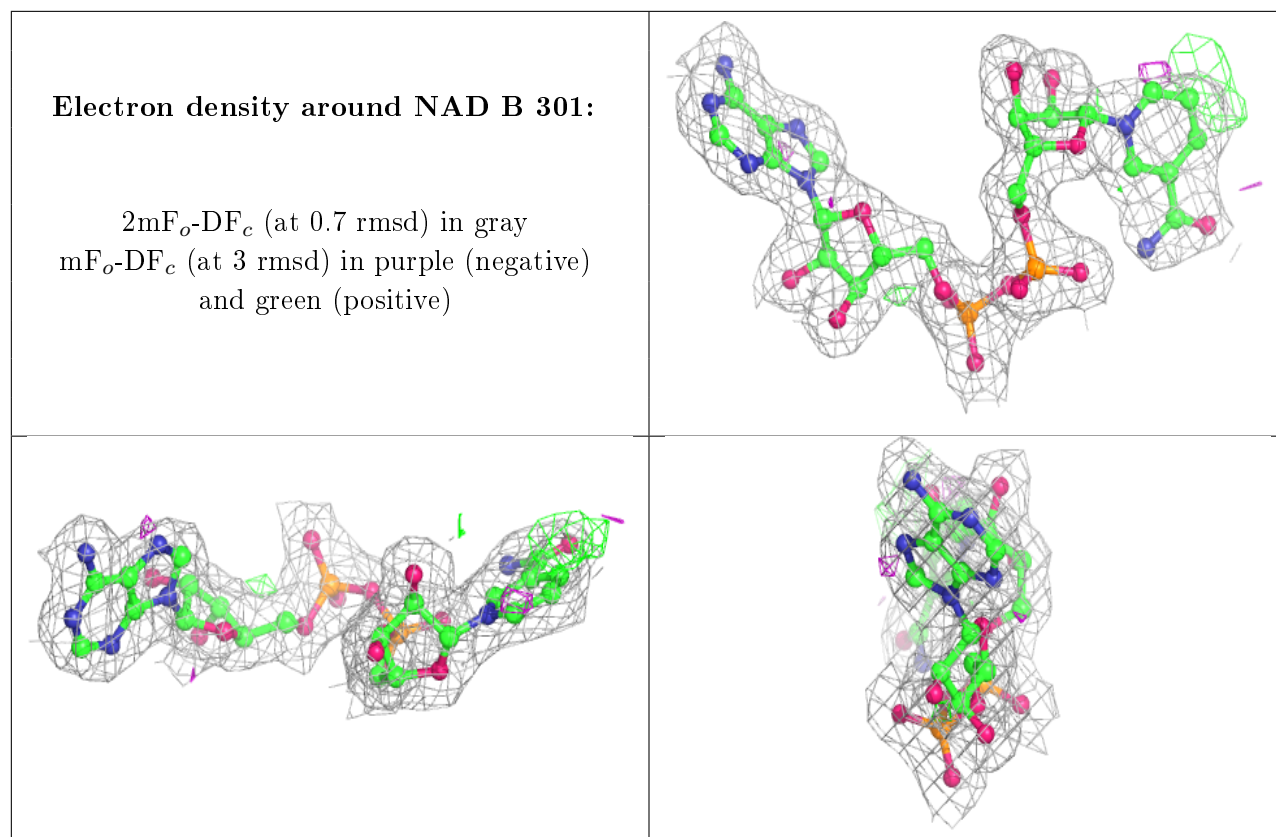 Electron density around NAD B 301:
2mFo-DFc (at 0.7 rmsd) in gray
mFo-DFc (at 3 rmsd) in purple (negative)
and green (positive)